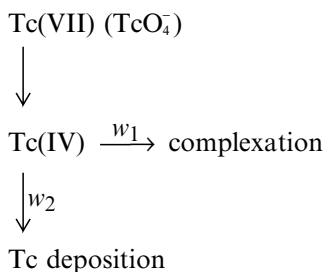 Tc(VII) (TcO₄⁻)
Tc(IV) w₁ complexation
w₂
Tc deposition